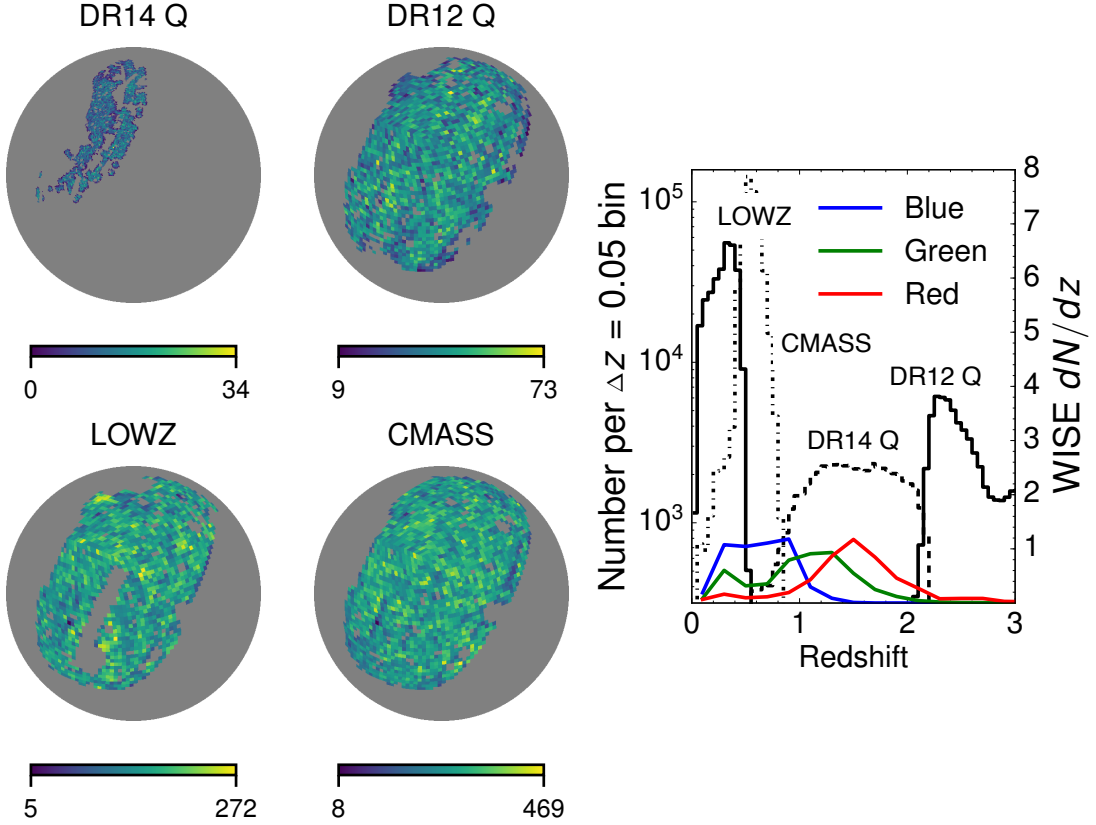 DR14 Q
DR12 Q
0
34
9
73
LOWZ
CMASS
5
272
8
469
Number per △z = 0.05 bin
10^5
10^4
10^3
LOWZ
CMASS
DR14 Q
DR12 Q
Blue
Green
Red
8
7
6
5
4
3
2
1
WISE dN/dz
0
1
2
3
Redshift